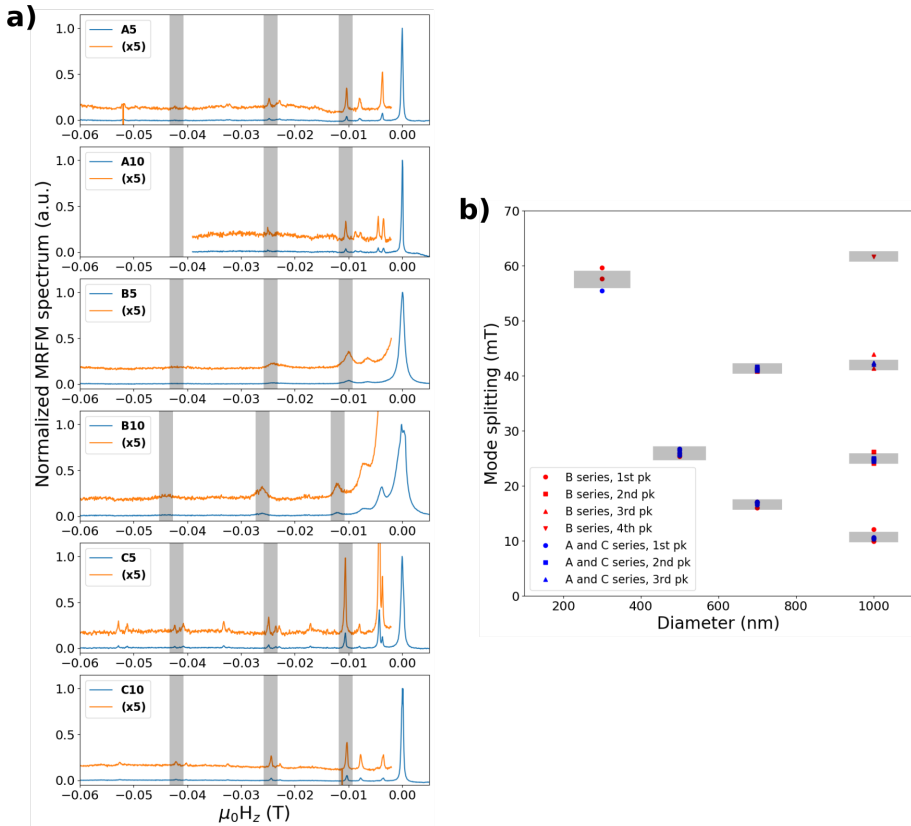 a)
Normalized MRFM spectrum (a.u.)
A5
(x5)
1.0
0.5
0.0
−0.06 −0.05 −0.04 −0.03 −0.02 −0.01 0.00
A10
(x5)
1.0
0.5
0.0
−0.06 −0.05 −0.04 −0.03 −0.02 −0.01 0.00
B5
(x5)
1.0
0.5
0.0
−0.06 −0.05 −0.04 −0.03 −0.02 −0.01 0.00
B10
(x5)
1.0
0.5
0.0
−0.06 −0.05 −0.04 −0.03 −0.02 −0.01 0.00
C5
(x5)
1.0
0.5
0.0
−0.06 −0.05 −0.04 −0.03 −0.02 −0.01 0.00
C10
(x5)
1.0
0.5
0.0
−0.06 −0.05 −0.04 −0.03 −0.02 −0.01 0.00
μ₀H_z (T)
b)
Mode splitting (mT)
70
60
50
40
30
20
10
0
B series, 1st pk
B series, 2nd pk
B series, 3rd pk
B series, 4th pk
A and C series, 1st pk
A and C series, 2nd pk
A and C series, 3rd pk
200 400 600 800 1000
Diameter (nm)